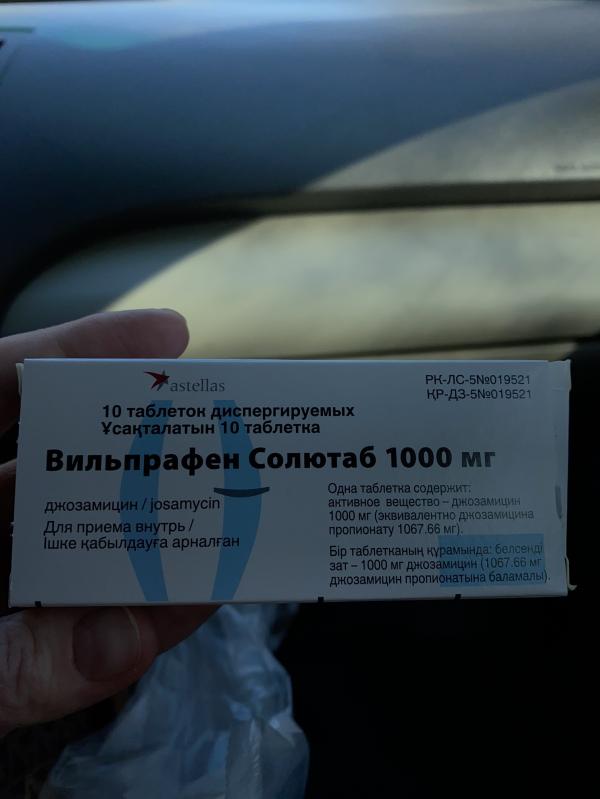 astellas
РК-ЛС-5№019521
ҚР-ДЗ-5№019521
10 таблеток диспергируемых
Ұсақталатын 10 таблетка
Вильпрафен Солютаб 1000 мг
джозамицин / josamycin
Для приема внутрь /
Ішке қабылдауға арналған
Одна таблетка содержит:
активное вещество – джозамицин
1000 мг (эквивалентно джозамицина
пропионату 1067.66 мг).
Бір таблетканың құрамында: белсенді
зат – 1000 мг джозамицин (1067.66 мг
джозамицин пропионатына баламалы).